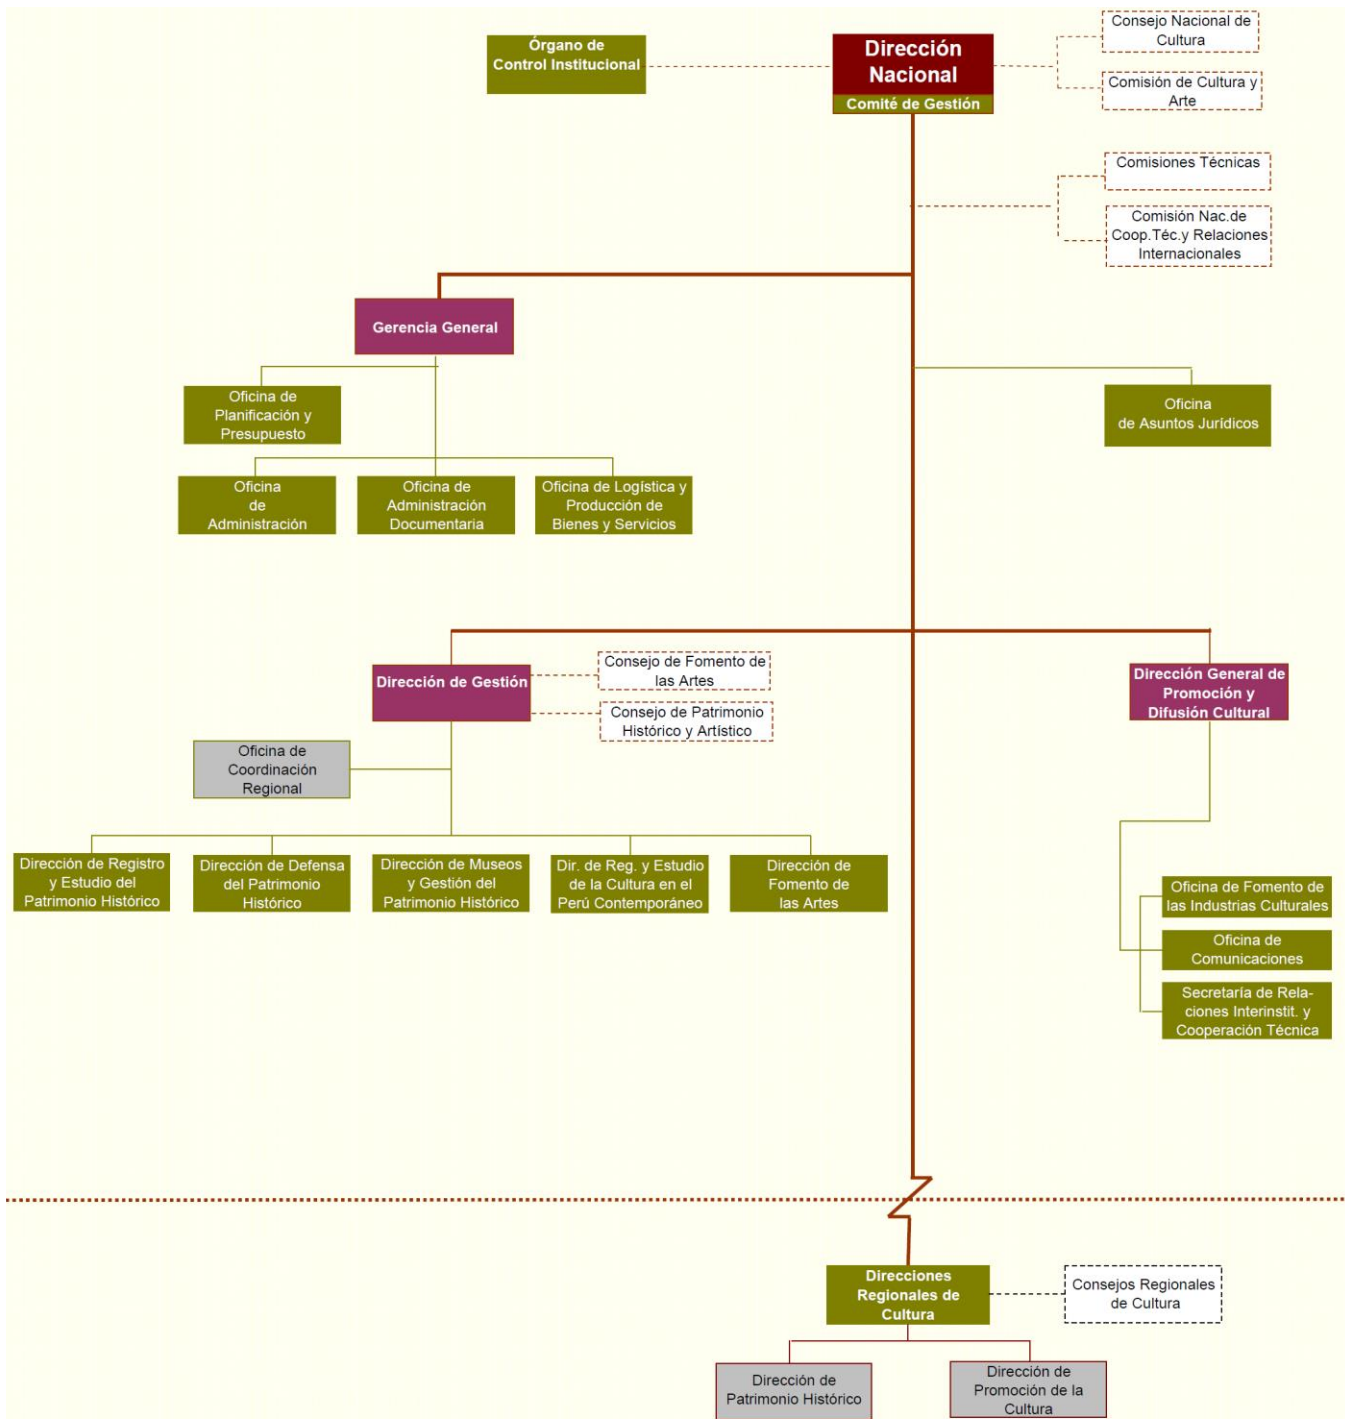 Órgano de
Control Institucional
Dirección
Nacional
Comité de Gestión
Consejo Nacional de
Cultura
Comisión de Cultura y
Arte
Comisiones Técnicas
Comisión Nac.de
Coop.Téc.y Relaciones
Internacionales
Gerencia General
Oficina de
Planificación y
Presupuesto
Oficina
de Asuntos Jurídicos
Oficina
de
Administración
Oficina de
Administración
Documentaria
Oficina de Logística y
Producción de
Bienes y Servicios
Dirección de Gestión
Consejo de Fomento de
las Artes
Consejo de Patrimonio
Histórico y Artístico
Dirección General de
Promoción y
Difusión Cultural
Oficina de
Coordinación
Regional
Dirección de Registro
y Estudio del
Patrimonio Histórico
Dirección de Defensa
del Patrimonio
Histórico
Dirección de Museos
y Gestión del
Patrimonio Histórico
Dir. de Reg. y Estudio
de la Cultura en el
Perú Contemporáneo
Dirección de
Fomento de
las Artes
Oficina de Fomento de
las Industrias Culturales
Oficina de
Comunicaciones
Secretaría de Rela-
ciones Interinstit. y
Cooperación Técnica
Direcciones
Regionales de
Cultura
Consejos Regionales
de Cultura
Dirección de
Patrimonio Histórico
Dirección de
Promoción de la
Cultura